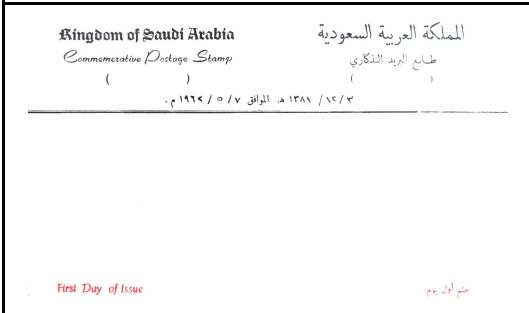 Kingdom of Saudi Arabia
Commemorative Postage Stamp
( )
المملكة العربية السعودية
طابع البريد التذكاري
( )
٣ / ١٢ / ١٣٨١ هـ الموافق ٧ / ٥ / ١٩٦٢ م .
First Day of Issue
ختم أول يوم